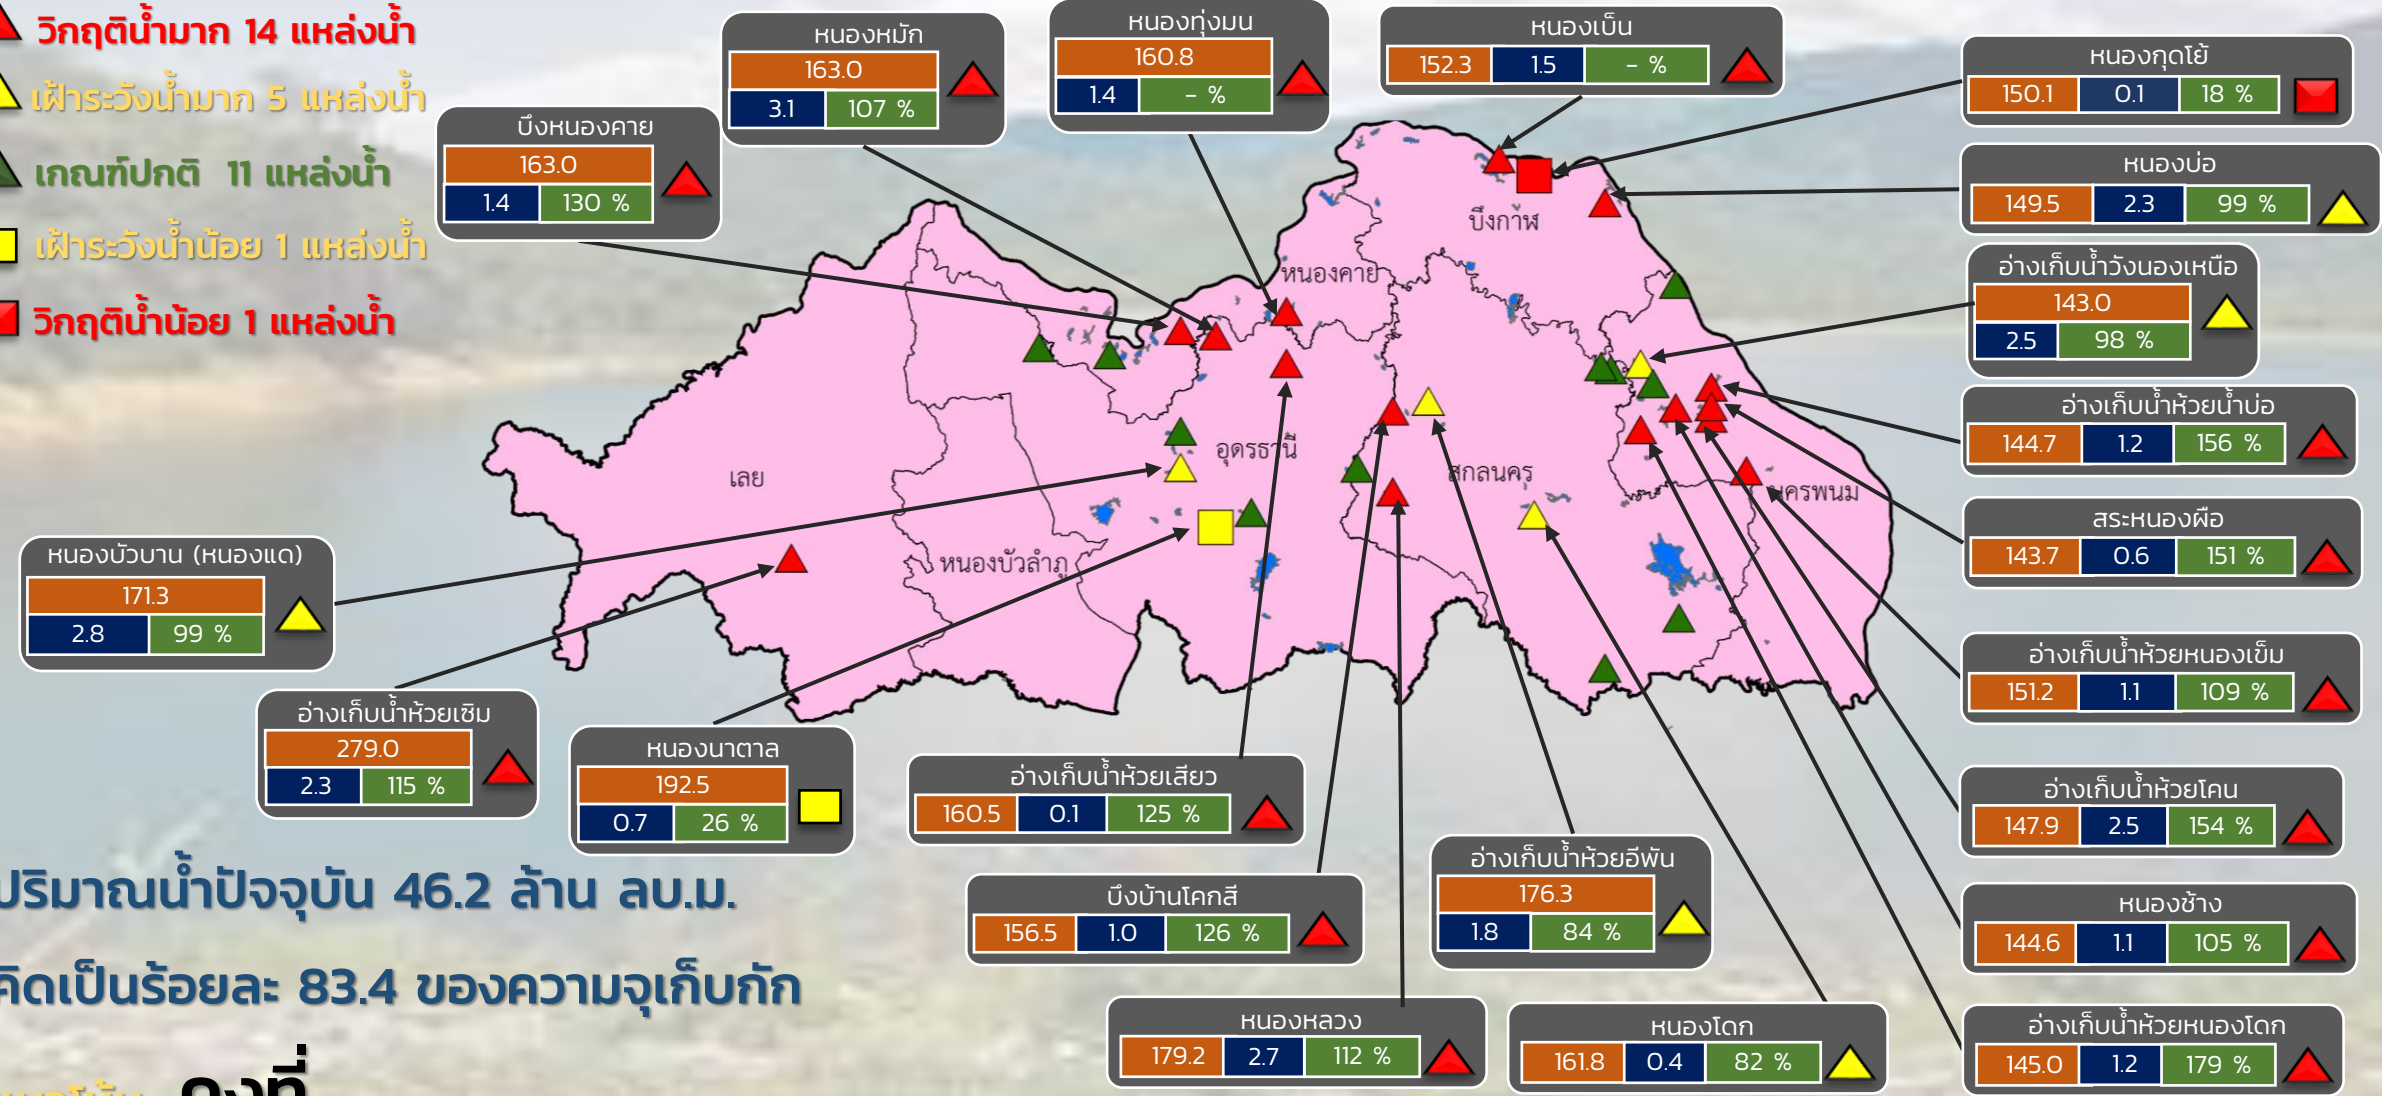 วิกฤติน้ำมาก 14 แหล่งน้ำ
เฝ้าระวังน้ำมาก 5 แหล่งน้ำ
เกณฑ์ปกติ 11 แหล่งน้ำ
เฝ้าระวังน้ำน้อย 1 แหล่งน้ำ
วิกฤติน้ำน้อย 1 แหล่งน้ำ
บึงหนองคาย
163.0
1.4 130 %
หนองหมัก
163.0
3.1 107 %
หนองทุ่งมน
160.8
1.4 - %
หนองเบ็น
152.3 1.5 - %
หนองกุดโย้
150.1 0.1 18 %
หนองบ่อ
149.5 2.3 99 %
อ่างเก็บน้ำวังนองเหนือ
143.0
2.5 98 %
อ่างเก็บน้ำห้วยน้ำบ่อ
144.7 1.2 156 %
สระหนองผือ
143.7 0.6 151 %
อ่างเก็บน้ำห้วยหนองเข็ม
151.2 1.1 109 %
อ่างเก็บน้ำห้วยโคน
147.9 2.5 154 %
หนองช้าง
144.6 1.1 105 %
อ่างเก็บน้ำห้วยหนองโดก
145.0 1.2 179 %
บึงกาฬ
หนองคาย
อุดรธานี
เลย
สกลนคร
นครพนม
หนองบัวลำภู
หนองบัวบาน (หนองแด)
171.3
2.8 99 %
อ่างเก็บน้ำห้วยเซิม
279.0
2.3 115 %
หนองนาตาล
192.5
0.7 26 %
อ่างเก็บน้ำห้วยเสียว
160.5 0.1 125 %
บึงบ้านโคกสี
156.5 1.0 126 %
อ่างเก็บน้ำห้วยอีพัน
176.3
1.8 84 %
หนองหลวง
179.2 2.7 112 %
หนองโดก
161.8 0.4 82 %
ปริมาณน้ำปัจจุบัน 46.2 ล้าน ลบ.ม.
คิดเป็นร้อยละ 83.4 ของความจุเก็บกัก
คงที่